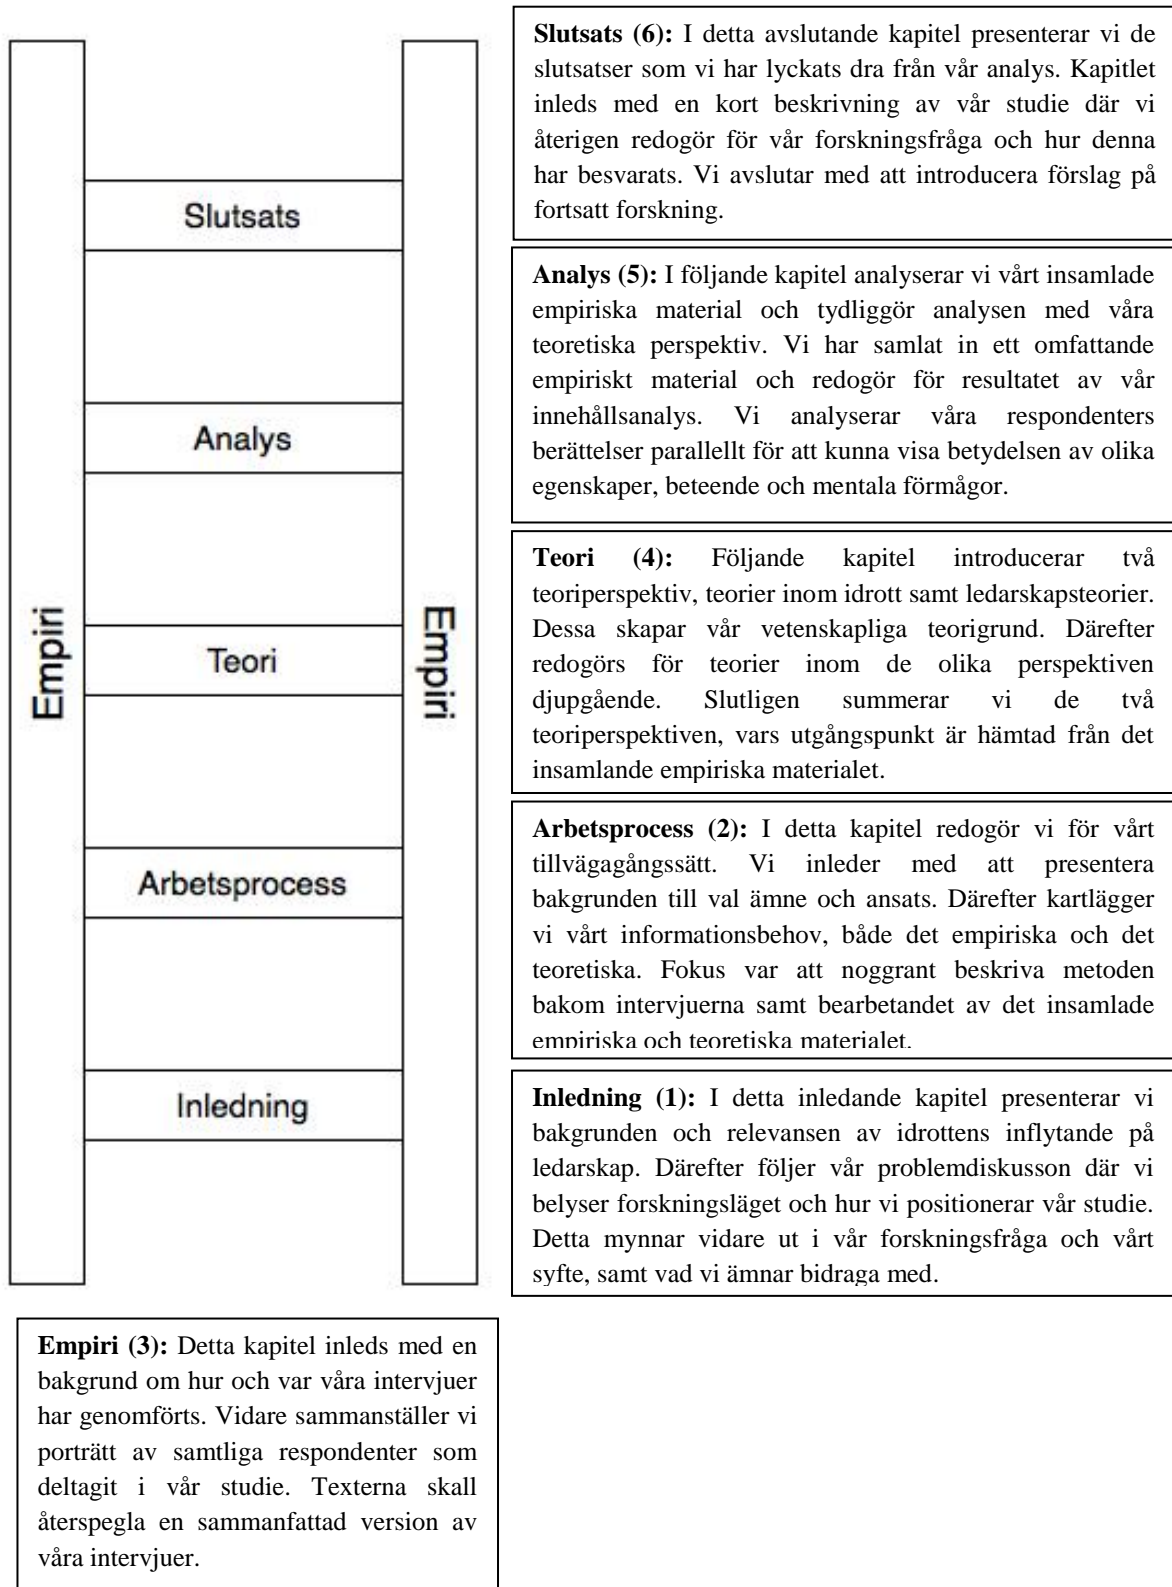 Slutsats
Analys
Teori
Arbetsprocess
Inledning
Empiri
Empiri
Slutsats (6): I detta avslutande kapitel presenterar vi de
slutsatser som vi har lyckats dra från vår analys. Kapitlet
inleds med en kort beskrivning av vår studie där vi
återigen redogör för vår forskningsfråga och hur denna
har besvarats. Vi avslutar med att introducera förslag på
fortsatt forskning.
Analys (5): I följande kapitel analyserar vi vårt insamlade
empiriska material och tydliggör analysen med våra
teoretiska perspektiv. Vi har samlat in ett omfattande
empiriskt material och redogör för resultatet av vår
innehållsanalys. Vi analyserar våra respondenters
berättelser parallellt för att kunna visa betydelsen av olika
egenskaper, beteende och mentala förmågor.
Teori (4): Följande kapitel introducerar två
teoriperspektiv, teorier inom idrott samt ledarskapsteorier.
Dessa skapar vår vetenskapliga teorigrund. Därefter
redogörs för teorier inom de olika perspektiven
djupgående. Slutligen summerar vi de två
teoriperspektiven, vars utgångspunkt är hämtad från det
insamlande empiriska materialet.
Arbetsprocess (2): I detta kapitel redogör vi för vårt
tillvägagångssätt. Vi inleder med att presentera
bakgrunden till val ämne och ansats. Därefter kartlägger
vi vårt informationsbehov, både det empiriska och det
teoretiska. Fokus var att noggrant beskriva metoden
bakom intervjuerna samt bearbetandet av det insamlade
empiriska och teoretiska materialet.
Inledning (1): I detta inledande kapitel presenterar vi
bakgrunden och relevansen av idrottens inflytande på
ledarskap. Därefter följer vår problemdiskusson där vi
belyser forskningsläget och hur vi positionerar vår studie.
Detta mynnar vidare ut i vår forskningsfråga och vårt
syfte, samt vad vi ämnar bidraga med.
Empiri (3): Detta kapitel inleds med en
bakgrund om hur och var våra intervjuer
har genomförts. Vidare sammanställer vi
porträtt av samtliga respondenter som
deltagit i vår studie. Texterna skall
återspegla en sammanfattad version av
våra intervjuer.